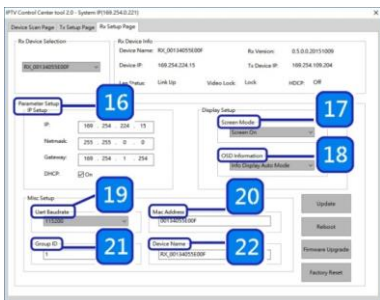 IPTV Control Center tool 2.0 - System IP(169.254.0.221)
Device Scan Page Tx Setup Page Rx Setup Page
Rx Device Selection
RX_00134055E00F
Rx Device Info
Device Name: RX_00134055E00F Rx Version: 0.5.0.0.20151009
Device IP: 169.254.224.15 Tx Device IP: 169.254.109.204
Lan Status: Link Up Video Lock: Lock HDCP: Off
Parameter Setup
16
IP Setup
IP: 169 . 254 . 224 . 15
Netmask: 255 . 255 . 0 . 0
Gateway: 169 . 254 . 1 . 254
DHCP: On
Display Setup
17
Screen Mode
Screen On
OSD Information
18
Info Display Auto Mode
Misc Setup
19
Uart Baudrate
115200
20
Mac Address
00134055E00F
Group ID
21
1
Device Name
22
RX_00134055E00F
Update
Reboot
Firmware Upgrade
Factory Reset